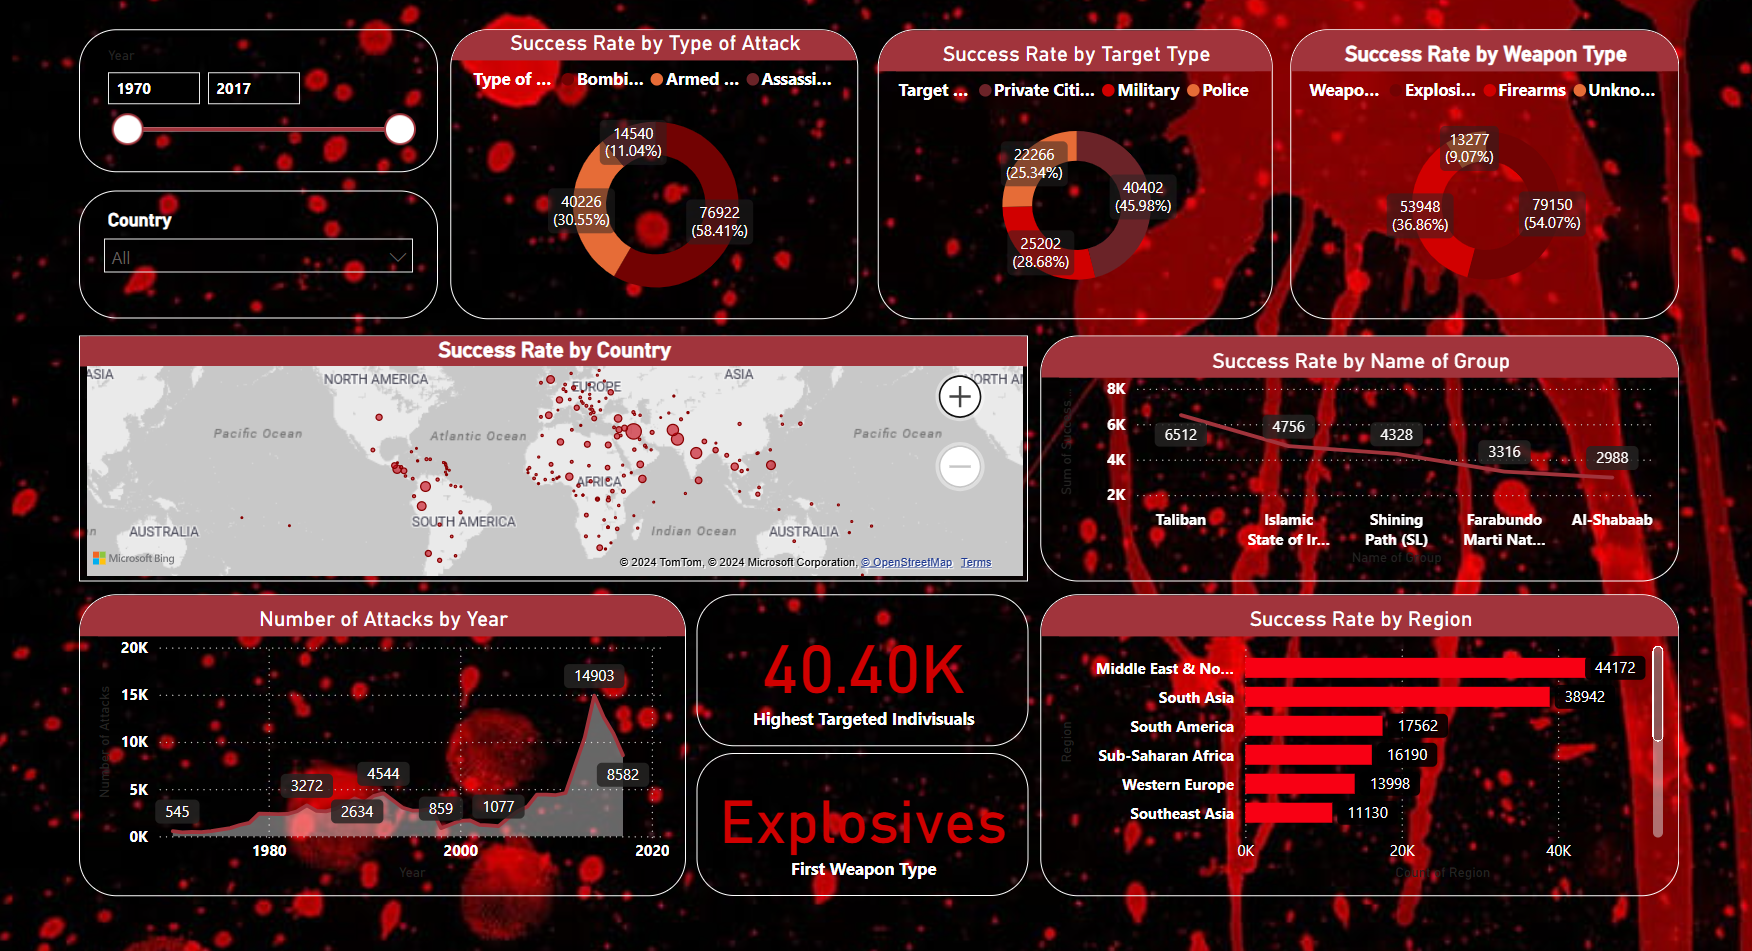 Year
1970
2017
Country
All
Success Rate by Type of Attack
Type of ... Bombi... Armed ... Assassi...
14540
(11.04%)
40226
(30.55%)
76922
(58.41%)
Success Rate by Target Type
Target ... Private Citi... Military Police
22266
(25.34%)
40402
(45.98%)
25202
(28.68%)
Success Rate by Weapon Type
Weapo... Explosi... Firearms Unkno...
13277
(9.07%)
53948
(36.86%)
79150
(54.07%)
Success Rate by Country
ASIA
NORTH AMERICA
EUROPE
ASIA
NORTH AM
Pacific Ocean
Atlantic Ocean
Pacific Ocean
AFRICA
SOUTH AMERICA
AUSTRALIA
Indian Ocean
AUSTRALIA
Microsoft Bing
© 2024 TomTom, © 2024 Microsoft Corporation, © OpenStreetMap Terms
Success Rate by Name of Group
Sum of Success...
8K
6K
4K
2K
6512
4756
4328
3316
2988
Taliban
Islamic
State of Ir...
Shining
Path (SL)
Farabundo
Marti Nat...
Al-Shabaab
Name of Group
Number of Attacks by Year
Number of Attacks
20K
15K
10K
5K
0K
545
3272
2634
4544
859
1077
14903
8582
1980
2000
2020
Year
40.40K
Highest Targeted Indivisuals
Explosives
First Weapon Type
Success Rate by Region
Region
Middle East & No...
44172
South Asia
38942
South America
17562
Sub-Saharan Africa
16190
Western Europe
13998
Southeast Asia
11130
0K
20K
40K
Count of Region